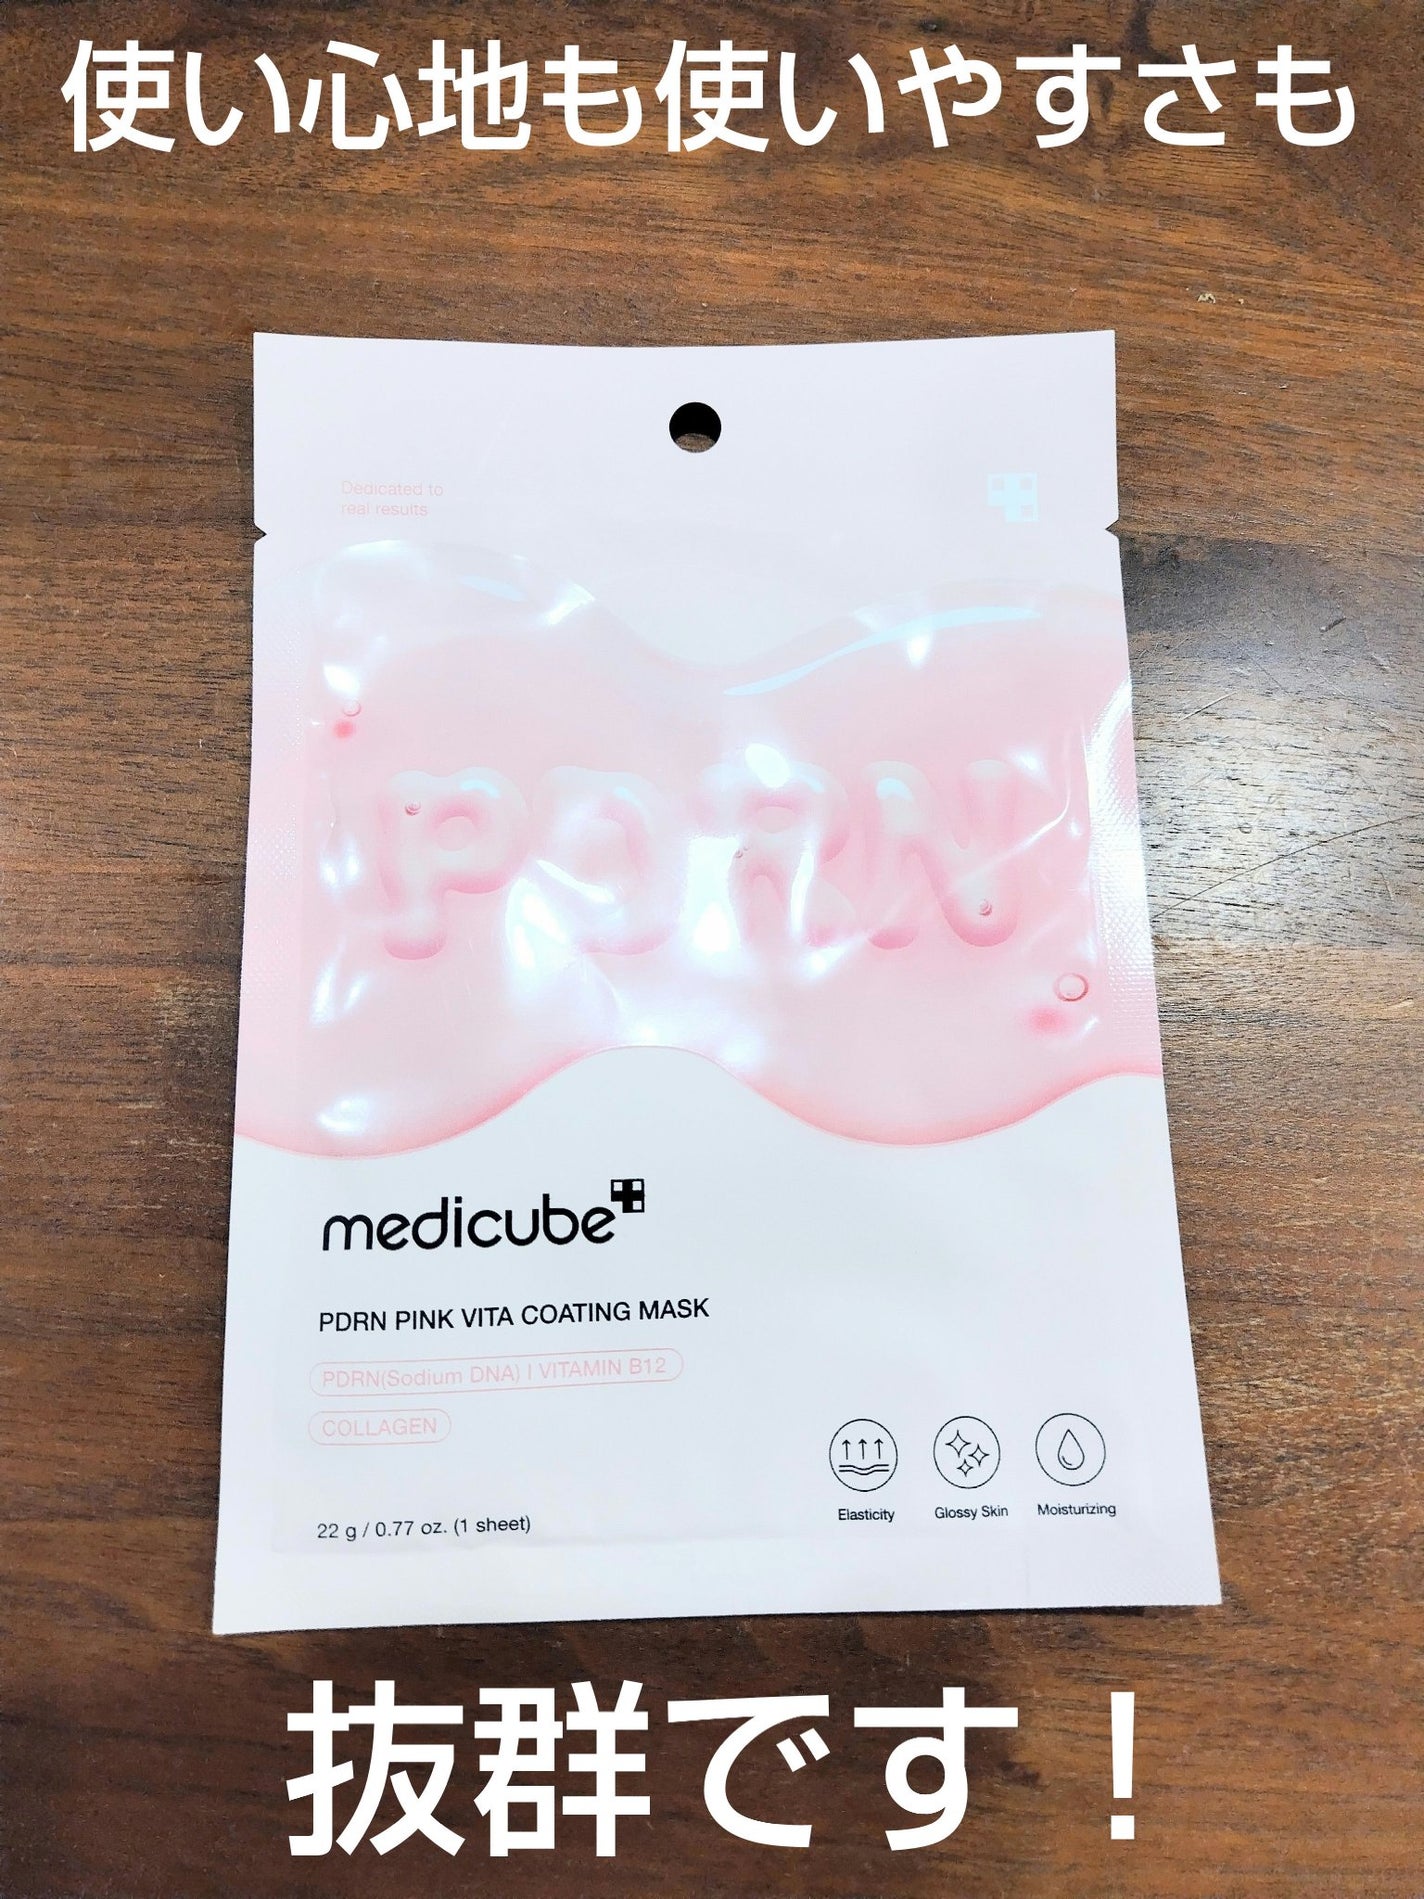 使い心地も使いやすさも
Dedicated to
real results
PDRN
medicube
PDRN PINK VITA COATING MASK
PDRN(Sodium DNA) | VITAMIN B12
COLLAGEN
Elasticity Glossy Skin Moisturizing
22 g / 0.77 oz. (1 sheet)
抜群です！